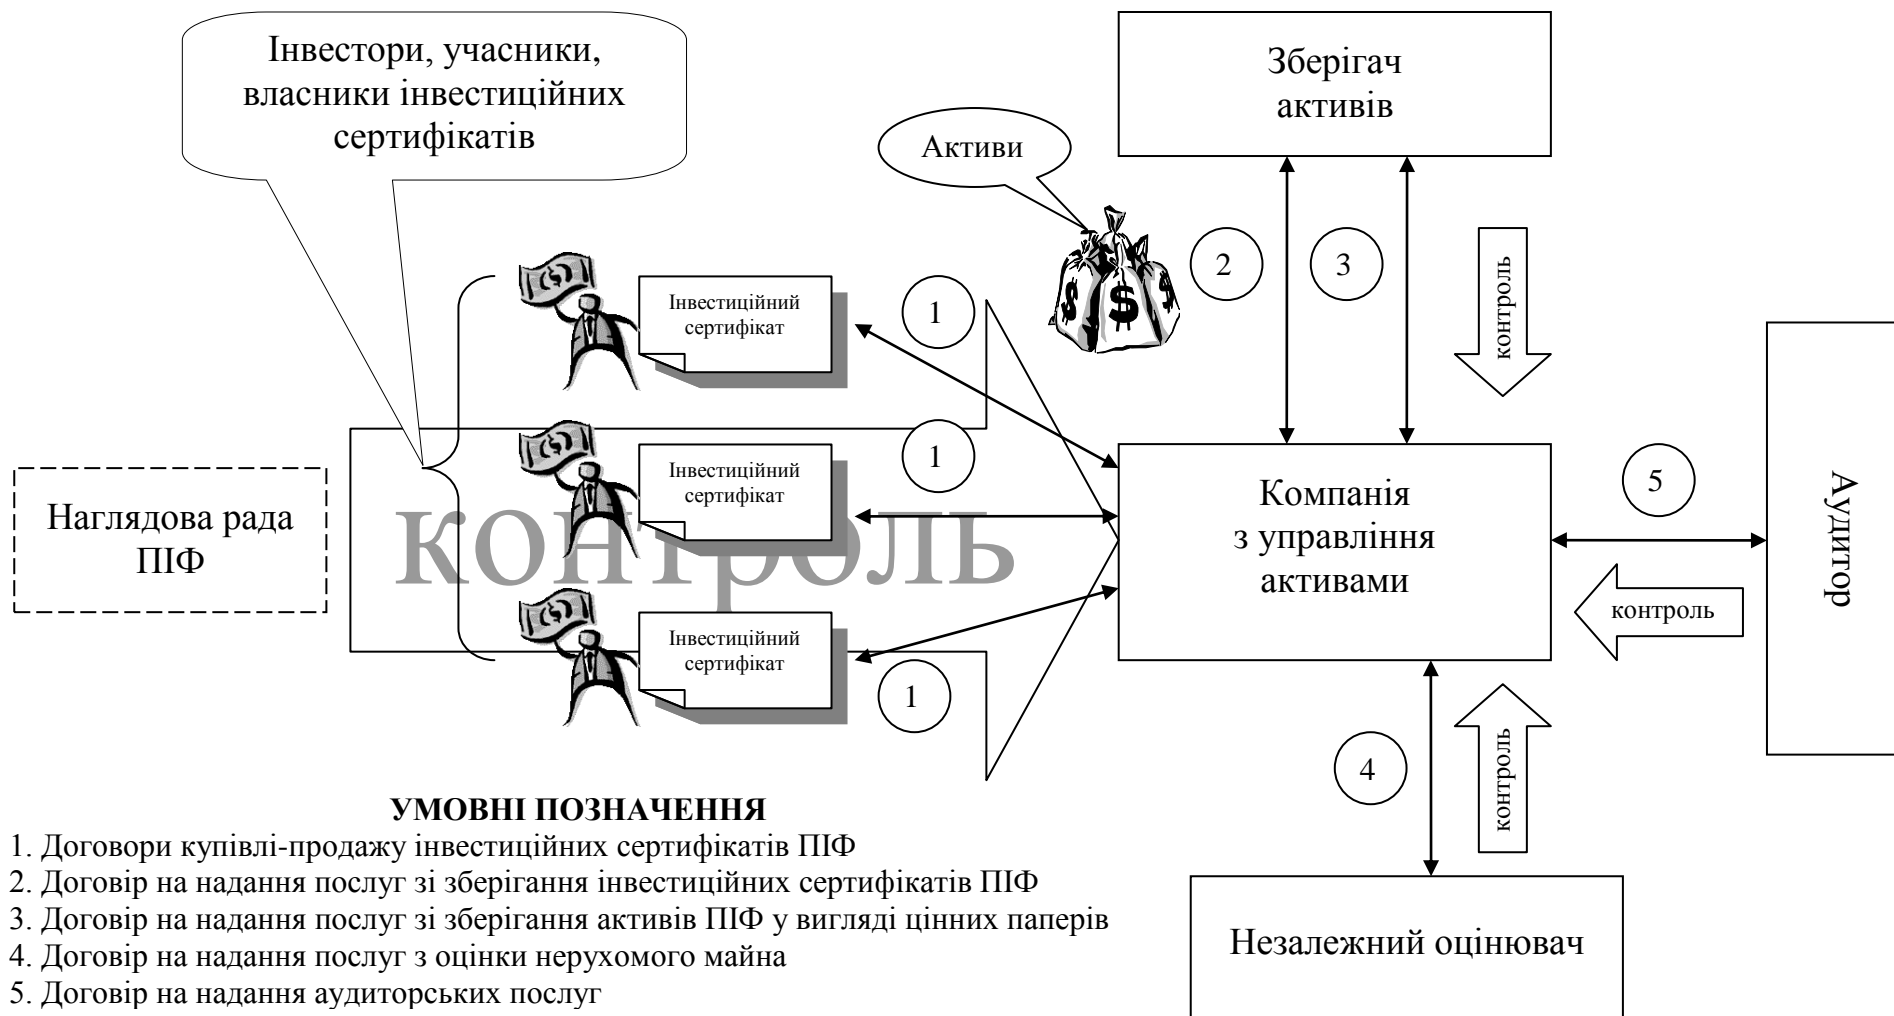 Інвестори, учасники,
власники інвестиційних
сертифікатів
Зберігач
активів
Активи
2
3
контроль
Інвестиційний
сертифікат
1
Інвестиційний
сертифікат
1
Наглядова рада
ПІФ
контроль
Компанія
з управління
активами
5
Аудитор
контроль
Інвестиційний
сертифікат
1
4
контроль
Незалежний оцінювач
УМОВНІ ПОЗНАЧЕННЯ
1. Договори купівлі-продажу інвестиційних сертифікатів ПІФ
2. Договір на надання послуг зі зберігання інвестиційних сертифікатів ПІФ
3. Договір на надання послуг зі зберігання активів ПІФ у вигляді цінних паперів
4. Договір на надання послуг з оцінки нерухомого майна
5. Договір на надання аудиторських послуг